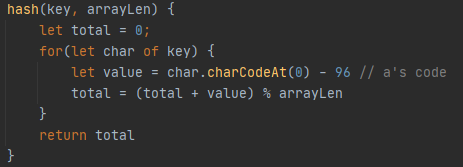 hash(key, arrayLen) {
    let total = 0;
    for(let char of key) {
        let value = char.charCodeAt(0) - 96 // a's code
        total = (total + value) % arrayLen
    }
    return total
}